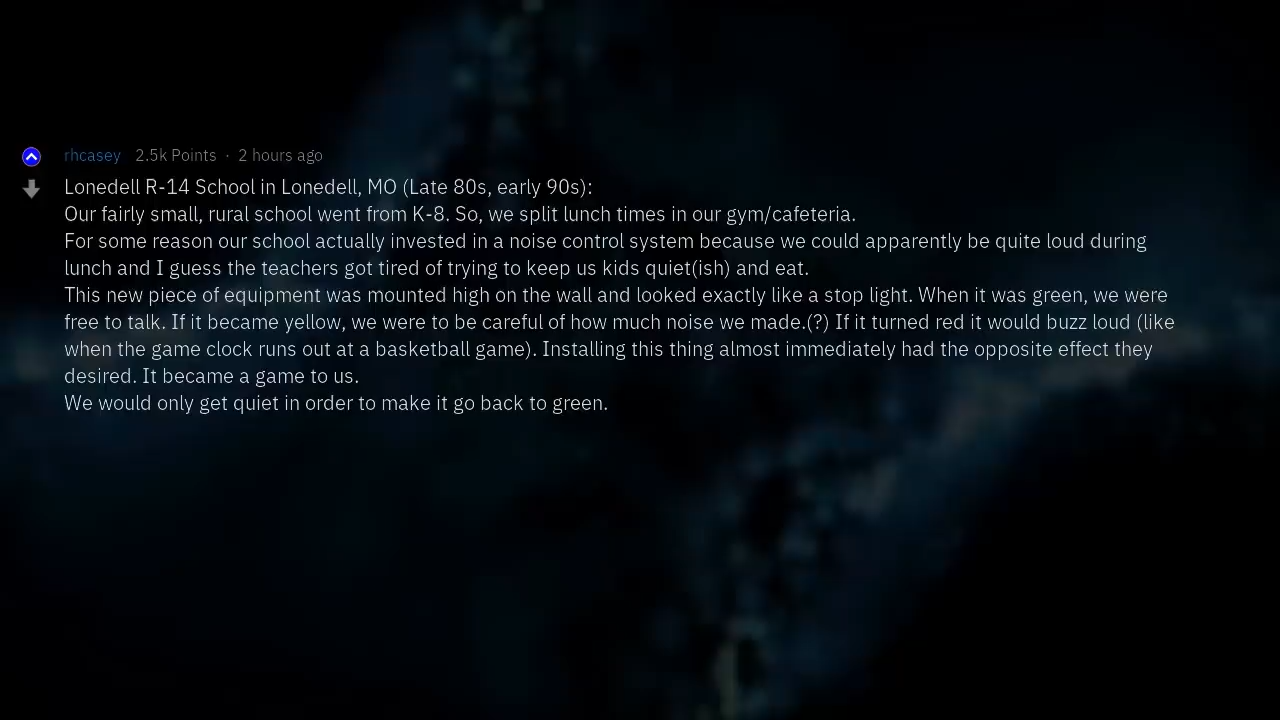 rhcasey 2.5k Points · 2 hours ago
Lonedell R-14 School in Lonedell, MO (Late 80s, early 90s):
Our fairly small, rural school went from K-8. So, we split lunch times in our gym/cafeteria.
For some reason our school actually invested in a noise control system because we could apparently be quite loud during
lunch and I guess the teachers got tired of trying to keep us kids quiet(ish) and eat.
This new piece of equipment was mounted high on the wall and looked exactly like a stop light. When it was green, we were
free to talk. If it became yellow, we were to be careful of how much noise we made.(?) If it turned red it would buzz loud (like
when the game clock runs out at a basketball game). Installing this thing almost immediately had the opposite effect they
desired. It became a game to us.
We would only get quiet in order to make it go back to green.